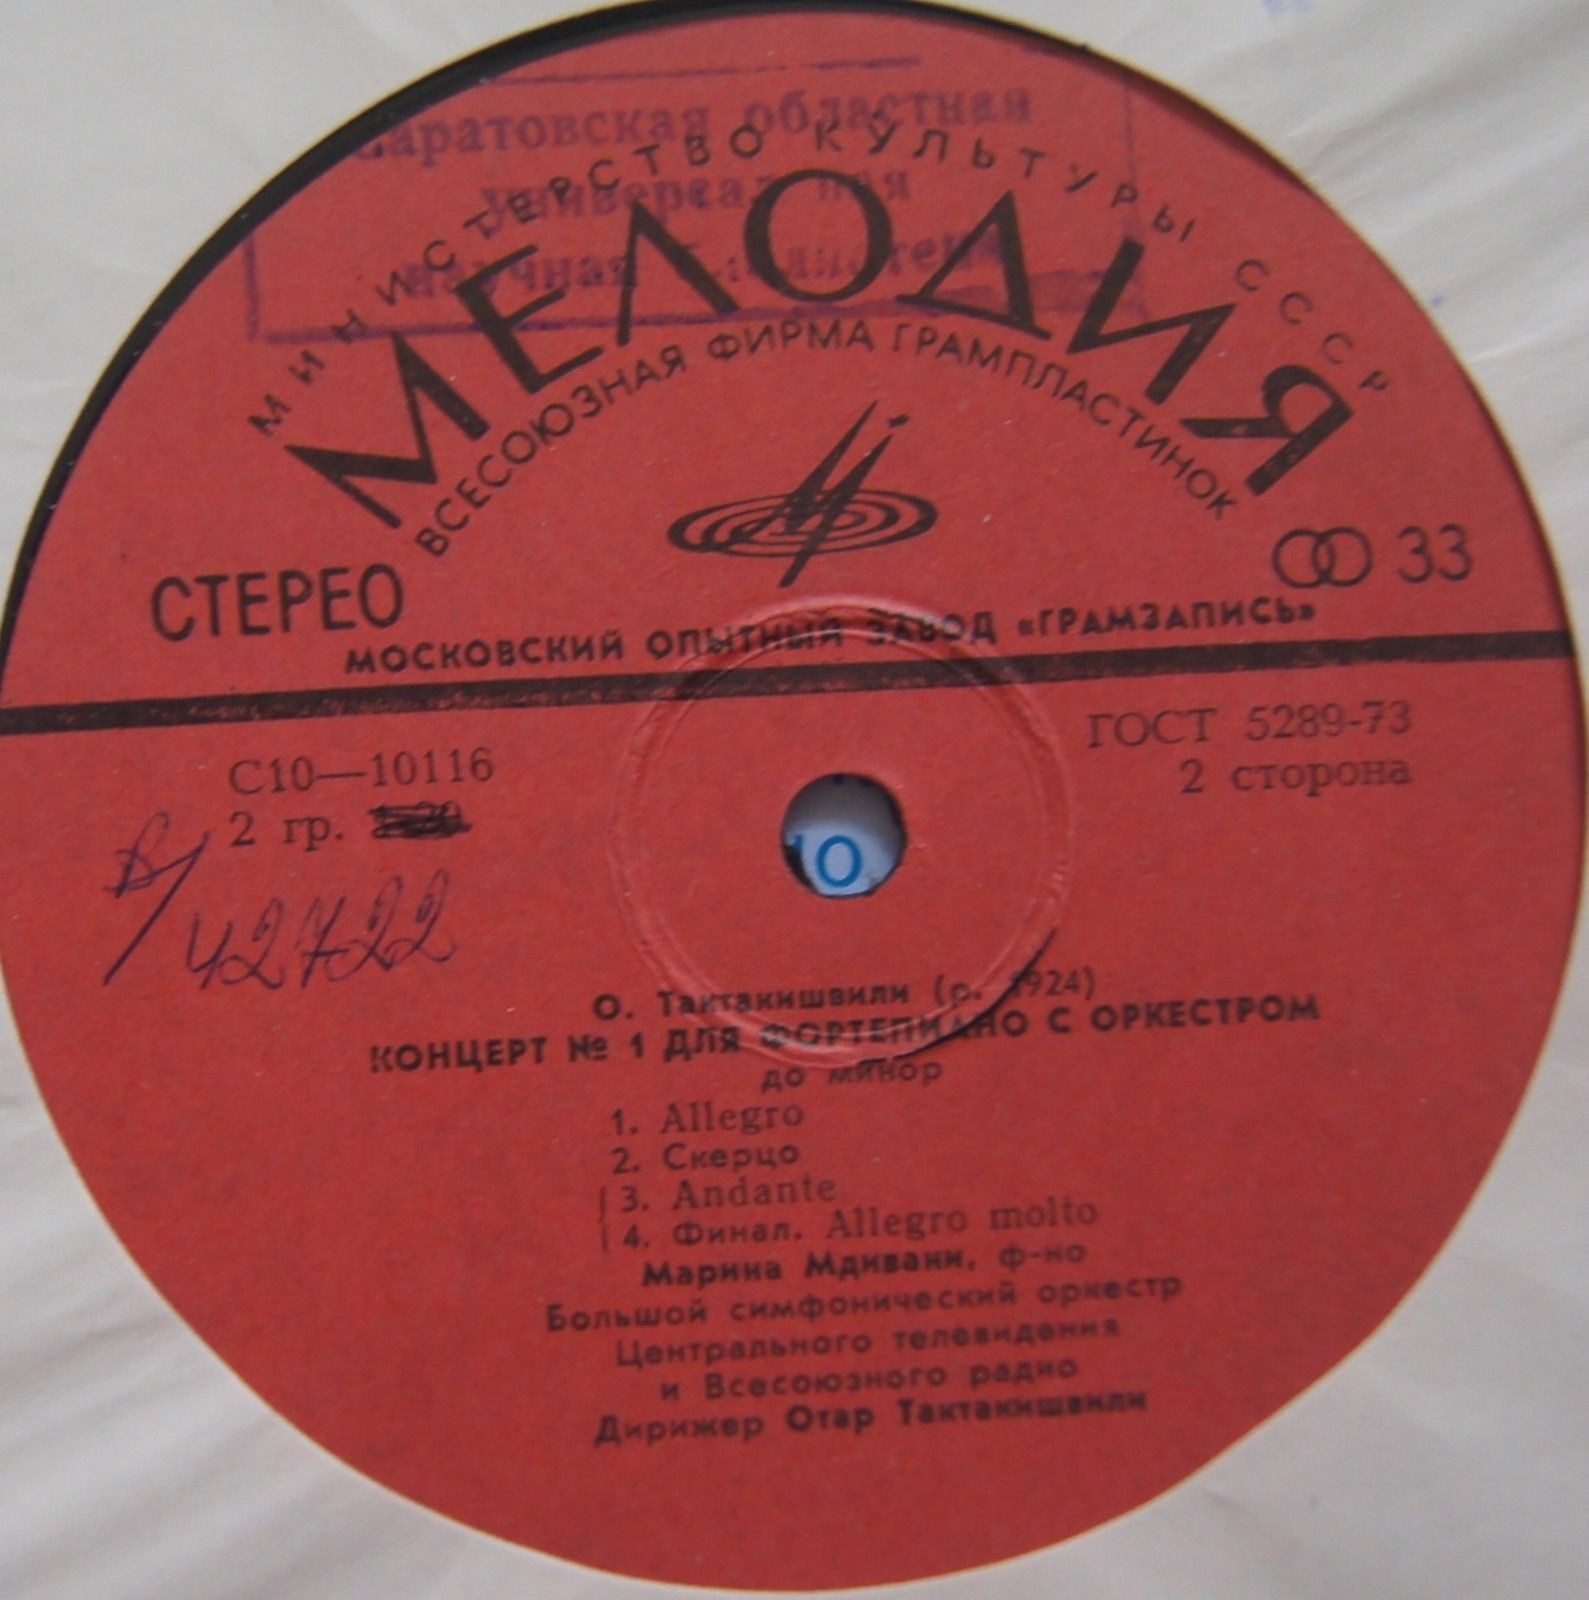 Саратовская областная
универсальная
научная
МИНИСТЕРСТВО КУЛЬТУРЫ СССР
МЕЛОДИЯ
ВСЕСОЮЗНАЯ ФИРМА ГРАМПЛАСТИНОК
СТЕРЕО
33
МОСКОВСКИЙ ОПЫТНЫЙ ЗАВОД «ГРАМЗАПИСЬ»
С10—10116
ГОСТ 5289-73
2 гр.
2 сторона
42722
О. Тактакишвили (р. 1924)
КОНЦЕРТ № 1 ДЛЯ ФОРТЕПИАНО С ОРКЕСТРОМ
до минор
1. Allegro
2. Скерцо
3. Andante
4. Финал. Allegro molto
Марина Мдивани, ф-но
Большой симфонический оркестр
Центрального телевидения
и Всесоюзного радио
Дирижер Отар Тактакишвили